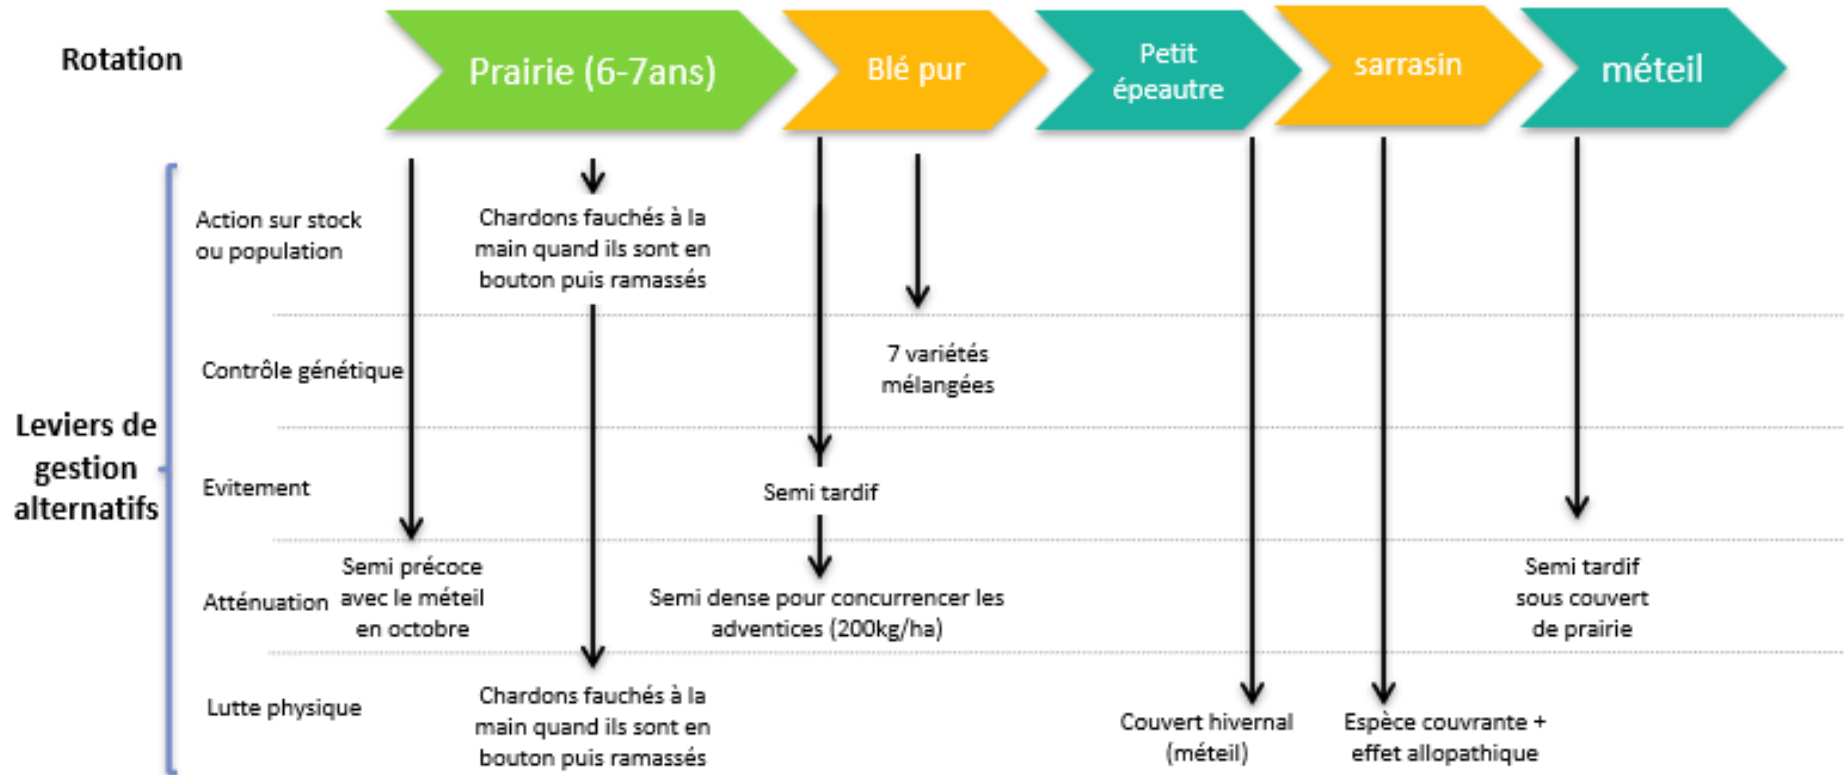 Rotation
Prairie (6-7ans)
Blé pur
Petit
épeautre
sarrasin
méteil
Leviers de
gestion
alternatifs
Action sur stock
ou population
Chardons fauchés à la
main quand ils sont en
bouton puis ramassés
Contrôle génétique
7 variétés
mélangées
Evitement
Semi tardif
Atténuation
Semi précoce
avec le méteil
en octobre
Semi dense pour concurrencer les
adventices (200kg/ha)
Semi tardif
sous couvert
de prairie
Lutte physique
Chardons fauchés à la
main quand ils sont en
bouton puis ramassés
Couvert hivernal
(méteil)
Espèce couvrante +
effet allopathique